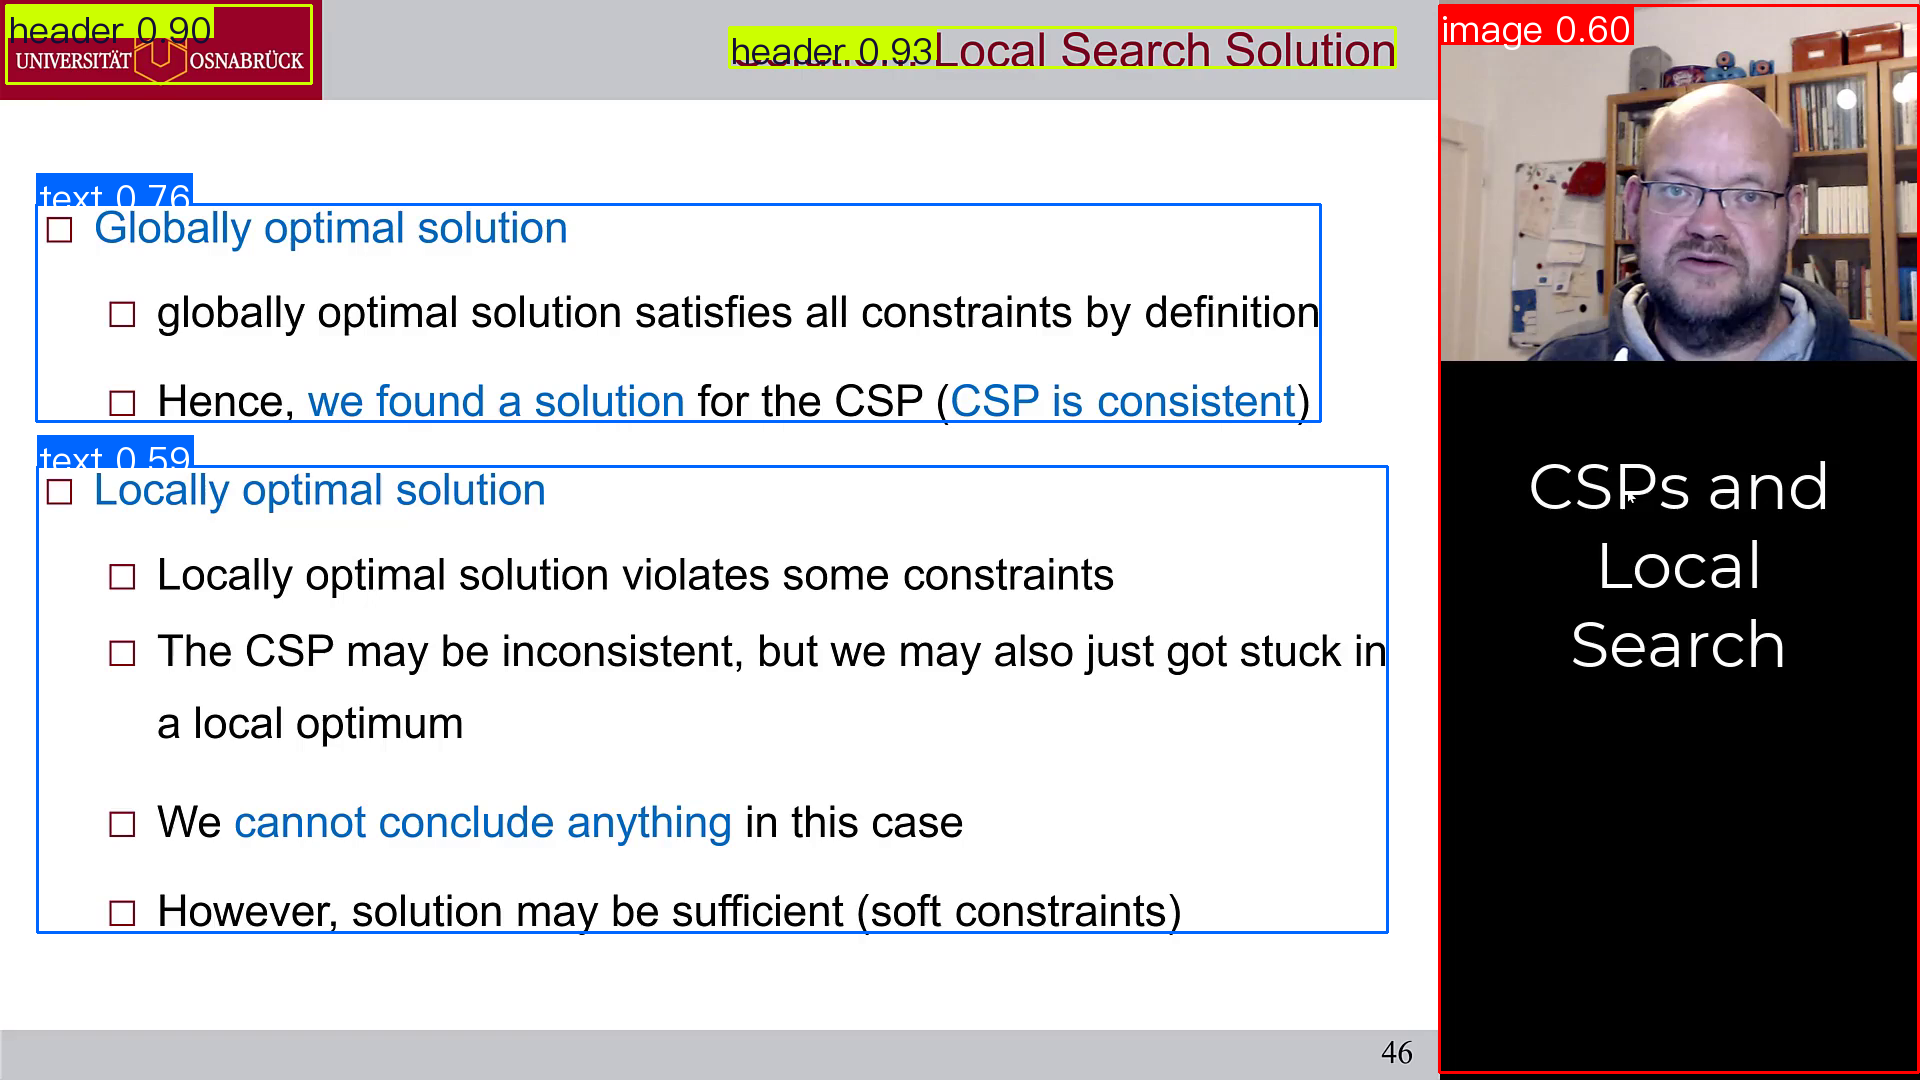 header 0.90
UNIVERSITÄT OSNABRÜCK
header 0.93 Local Search Solution
image 0.60
text 0.76
Globally optimal solution
globally optimal solution satisfies all constraints by definition
Hence, we found a solution for the CSP (CSP is consistent)
text 0.59
Locally optimal solution
Locally optimal solution violates some constraints
The CSP may be inconsistent, but we may also just got stuck in
a local optimum
We cannot conclude anything in this case
However, solution may be sufficient (soft constraints)
46
CSPs and
Local
Search